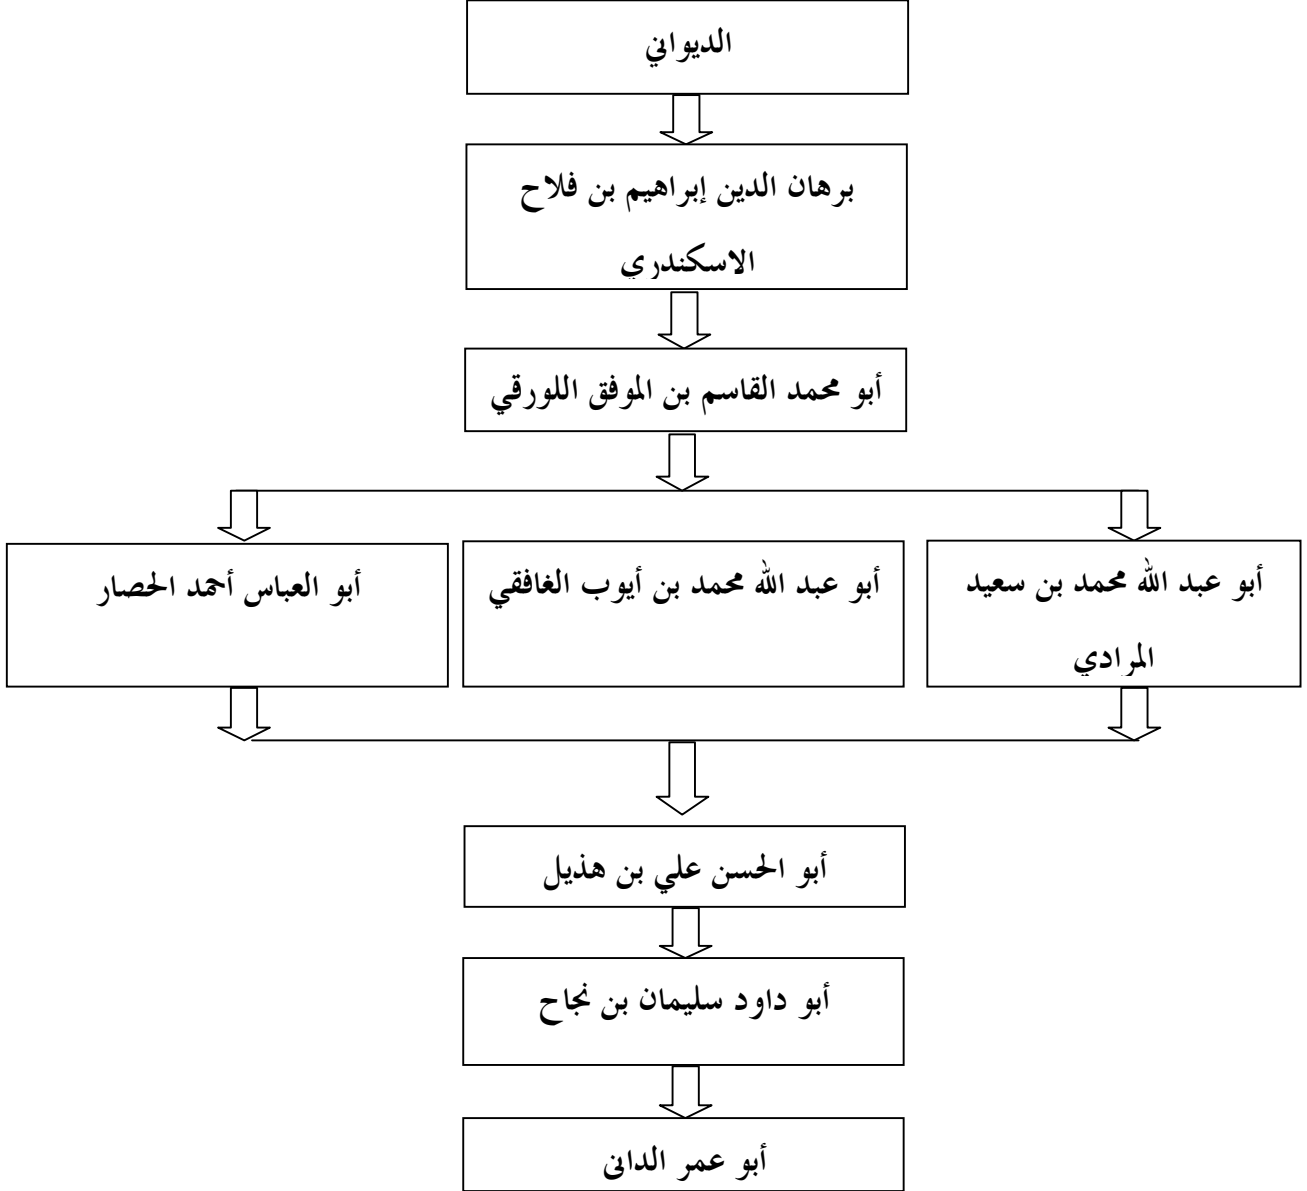 الديواني
برهان الدين إبراهيم بن فلاح
الاسكندري
أبو محمد القاسم بن الموفق اللورقي
أبو عبد الله محمد بن سعيد
المرادي
أبو عبد الله محمد بن أيوب الغافقي
أبو العباس أحمد الحصار
أبو الحسن علي بن هذيل
أبو داود سليمان بن نجاح
أبو عمر الدانى